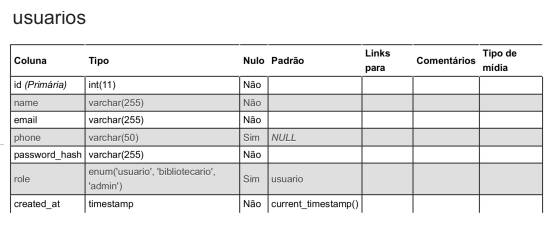 usuarios
Coluna Tipo Nulo Padrão Links para Comentários Tipo de mídia
id (Primária) int(11) Não
name varchar(255) Não
email varchar(255) Não
phone varchar(50) Sim NULL
password_hash varchar(255) Não
role enum('usuario', 'bibliotecario', 'admin') Sim usuario
created_at timestamp Não current_timestamp()